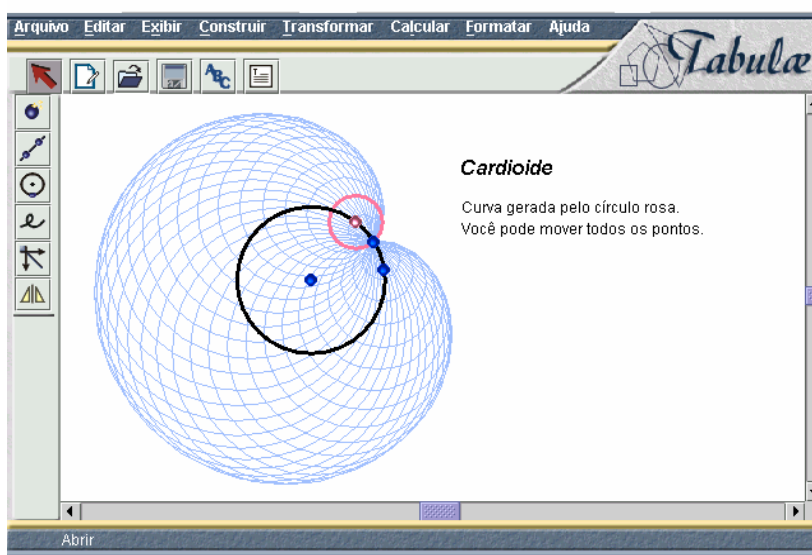 Arquivo Editar Exibir Construir Transformar Calcular Formatar Ajuda
Tabulæ
ABC
Cardioide
Curva gerada pelo círculo rosa.
Você pode mover todos os pontos.
Abrir